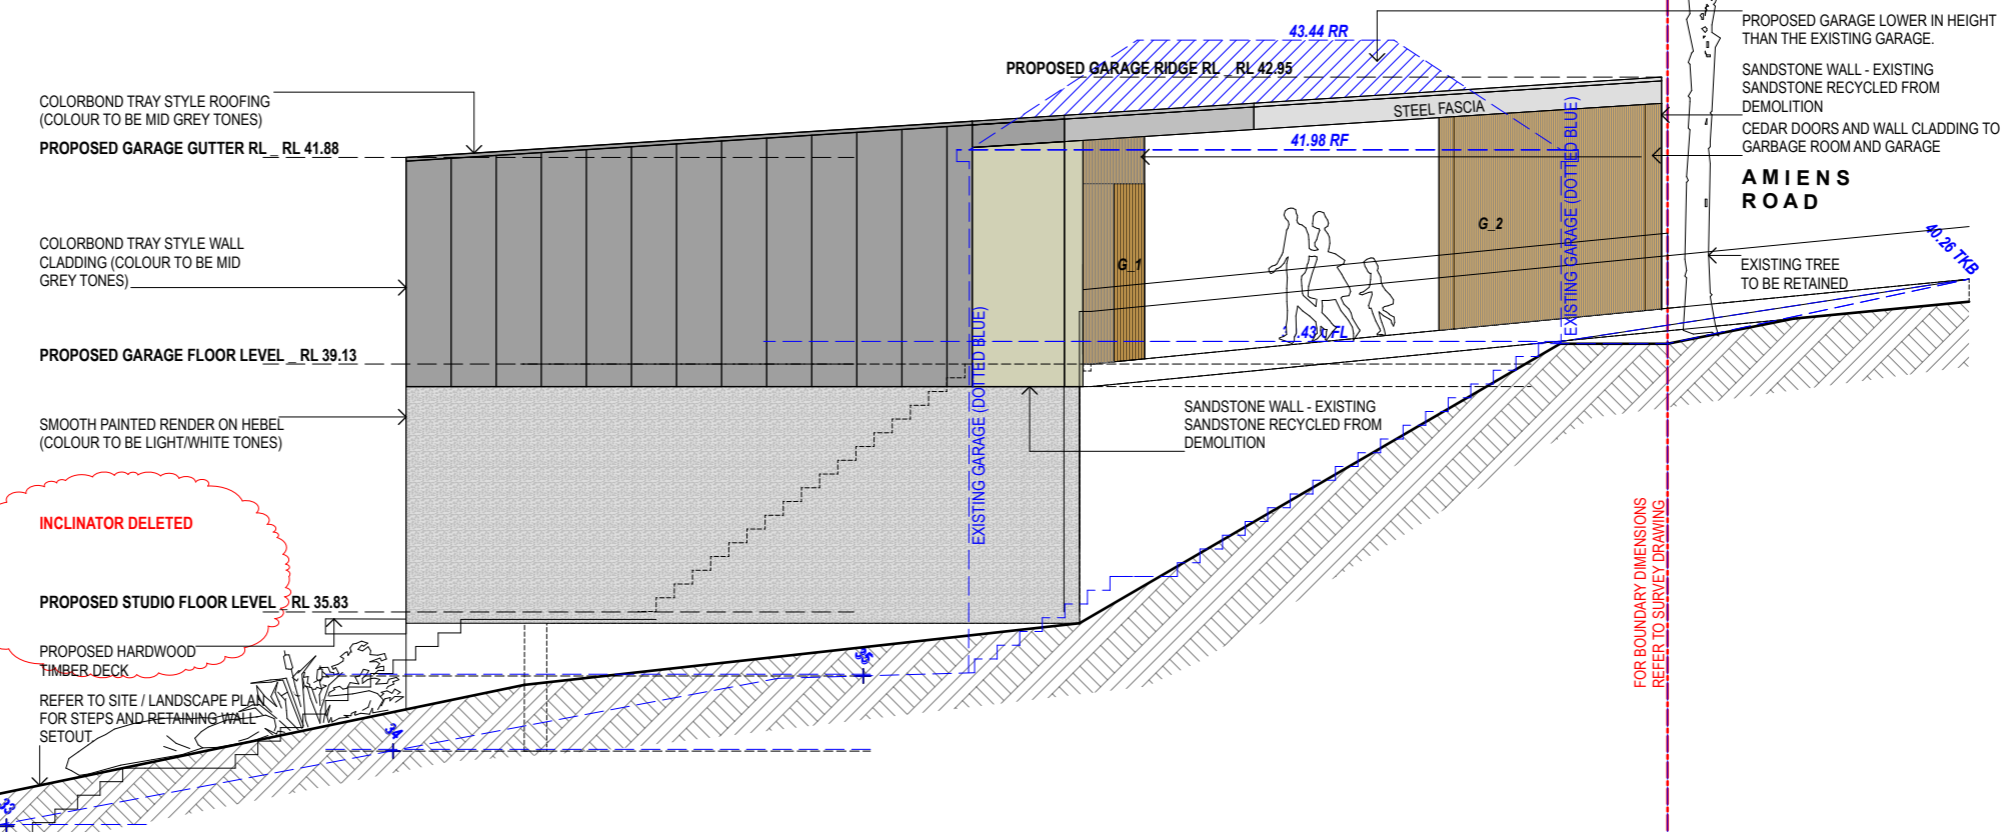 43.44 RR
PROPOSED GARAGE LOWER IN HEIGHT
THAN THE EXISTING GARAGE.
PROPOSED GARAGE RIDGE RL _ RL 42.95
SANDSTONE WALL - EXISTING
SANDSTONE RECYCLED FROM
DEMOLITION
COLORBOND TRAY STYLE ROOFING
(COLOUR TO BE MID GREY TONES)
STEEL FASCIA
CEDAR DOORS AND WALL CLADDING TO
GARBAGE ROOM AND GARAGE
PROPOSED GARAGE GUTTER RL _ RL 41.88
41.98 RF
AMIENS
ROAD
G_2
EXISTING GARAGE (DOTTED BLUE)
40.26 TKB
COLORBOND TRAY STYLE WALL
CLADDING (COLOUR TO BE MID
GREY TONES)
G_1
EXISTING TREE
TO BE RETAINED
.43 FL
PROPOSED GARAGE FLOOR LEVEL _ RL 39.13
EXISTING GARAGE (DOTTED BLUE)
SMOOTH PAINTED RENDER ON HEBEL
(COLOUR TO BE LIGHT/WHITE TONES)
SANDSTONE WALL - EXISTING
SANDSTONE RECYCLED FROM
DEMOLITION
INCLINATOR DELETED
FOR BOUNDARY DIMENSIONS
REFER TO SURVEY DRAWING
PROPOSED STUDIO FLOOR LEVEL _ RL 35.83
PROPOSED HARDWOOD
TIMBER DECK
35
REFER TO SITE / LANDSCAPE PLAN
FOR STEPS AND RETAINING WALL
SETOUT
34
33